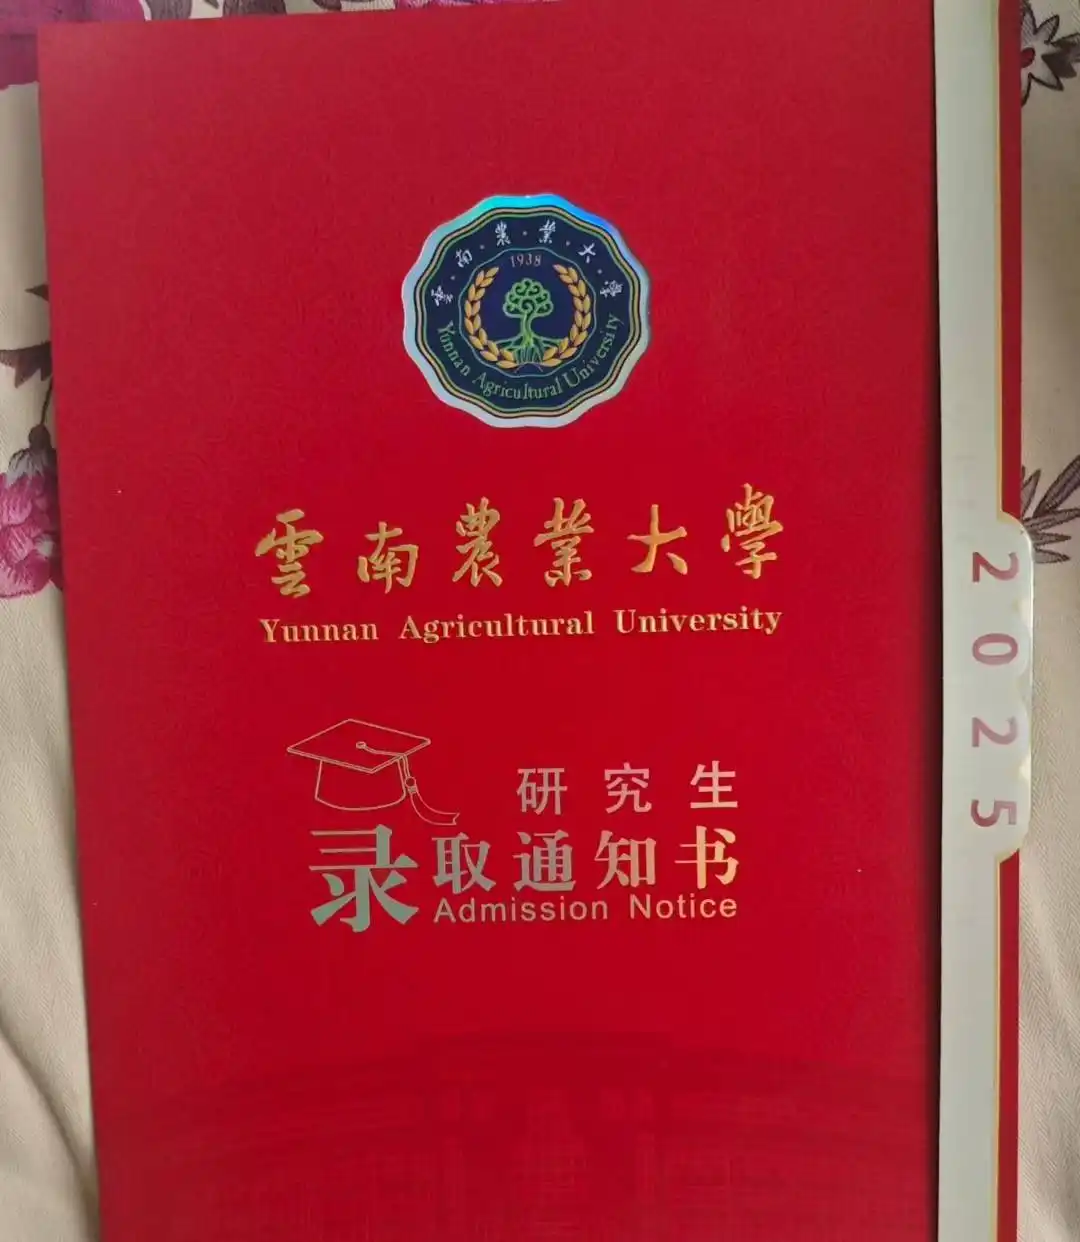 雲南農業大學
1938
Yunnan Agricultural University
雲南農業大學
Yunnan Agricultural University
研究生
录取通知书
Admission Notice
2025